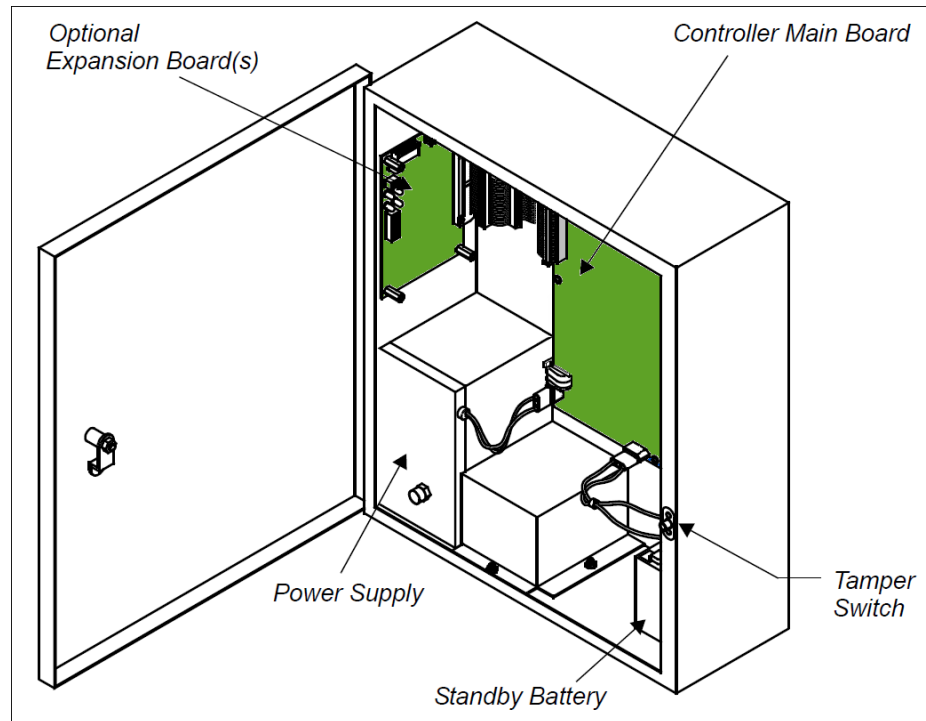 Optional
Expansion Board(s)
Controller Main Board
Power Supply
Tamper
Switch
Standby Battery